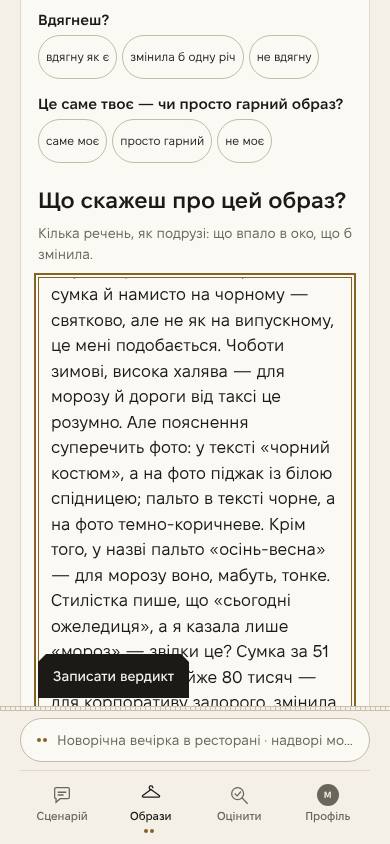 Вдягнеш?
вдягну як є
змінила б одну річ
не вдягну
Це саме твоє — чи просто гарний образ?
саме моє
просто гарний
не моє
Що скажеш про цей образ?
Кілька речень, як подрузі: що впало в око, що б
змінила.
сумка й намисто на чорному —
святково, але не як на випускному,
це мені подобається. Чоботи
зимові, висока халява — для
морозу й дороги від таксі це
розумно. Але пояснення
суперечить фото: у тексті «чорний
костюм», а на фото піджак із білою
спідницею; пальто в тексті чорне, а
на фото темно-коричневе. Крім
того, у назві пальто «осінь-весна»
— для морозу воно, мабуть, тонке.
Стилістка пише, що «сьогодні
ожеледиця», а я казала лише
«мороз» — звідки це? Сумка за 51
80 тисяч —
Записати вердикт
для корпоративу задорого, змінила
Новорічна вечірка в ресторані · надворі мо…
Сценарій
Образи
Оцінити
М
Профіль